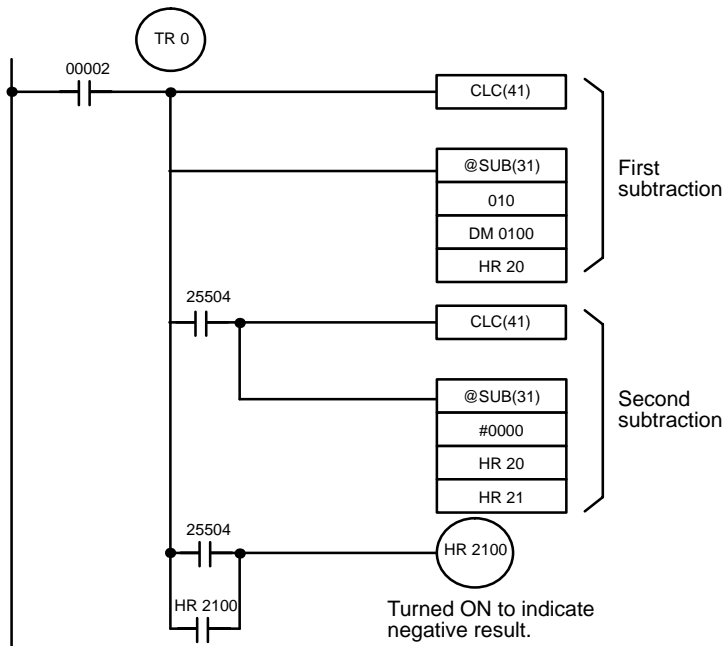 TR 0
00002
CLC(41)
@SUB(31)
010
DM 0100
HR 20
First
subtraction
25504
CLC(41)
@SUB(31)
#0000
HR 20
HR 21
Second
subtraction
25504
HR 2100
HR 2100
Turned ON to indicate
negative result.